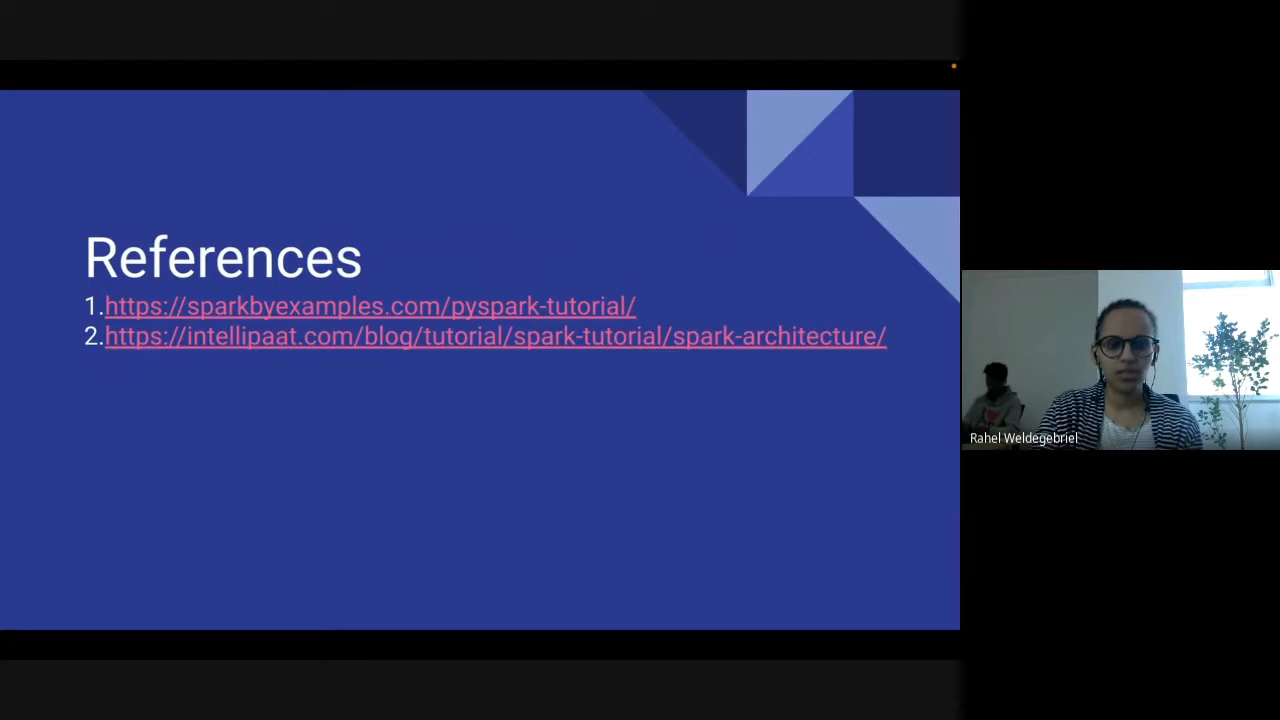 References
1.https://sparkbyexamples.com/pyspark-tutorial/
2.https://intellipaat.com/blog/tutorial/spark-tutorial/spark-architecture/
Rahel Weldegebriel